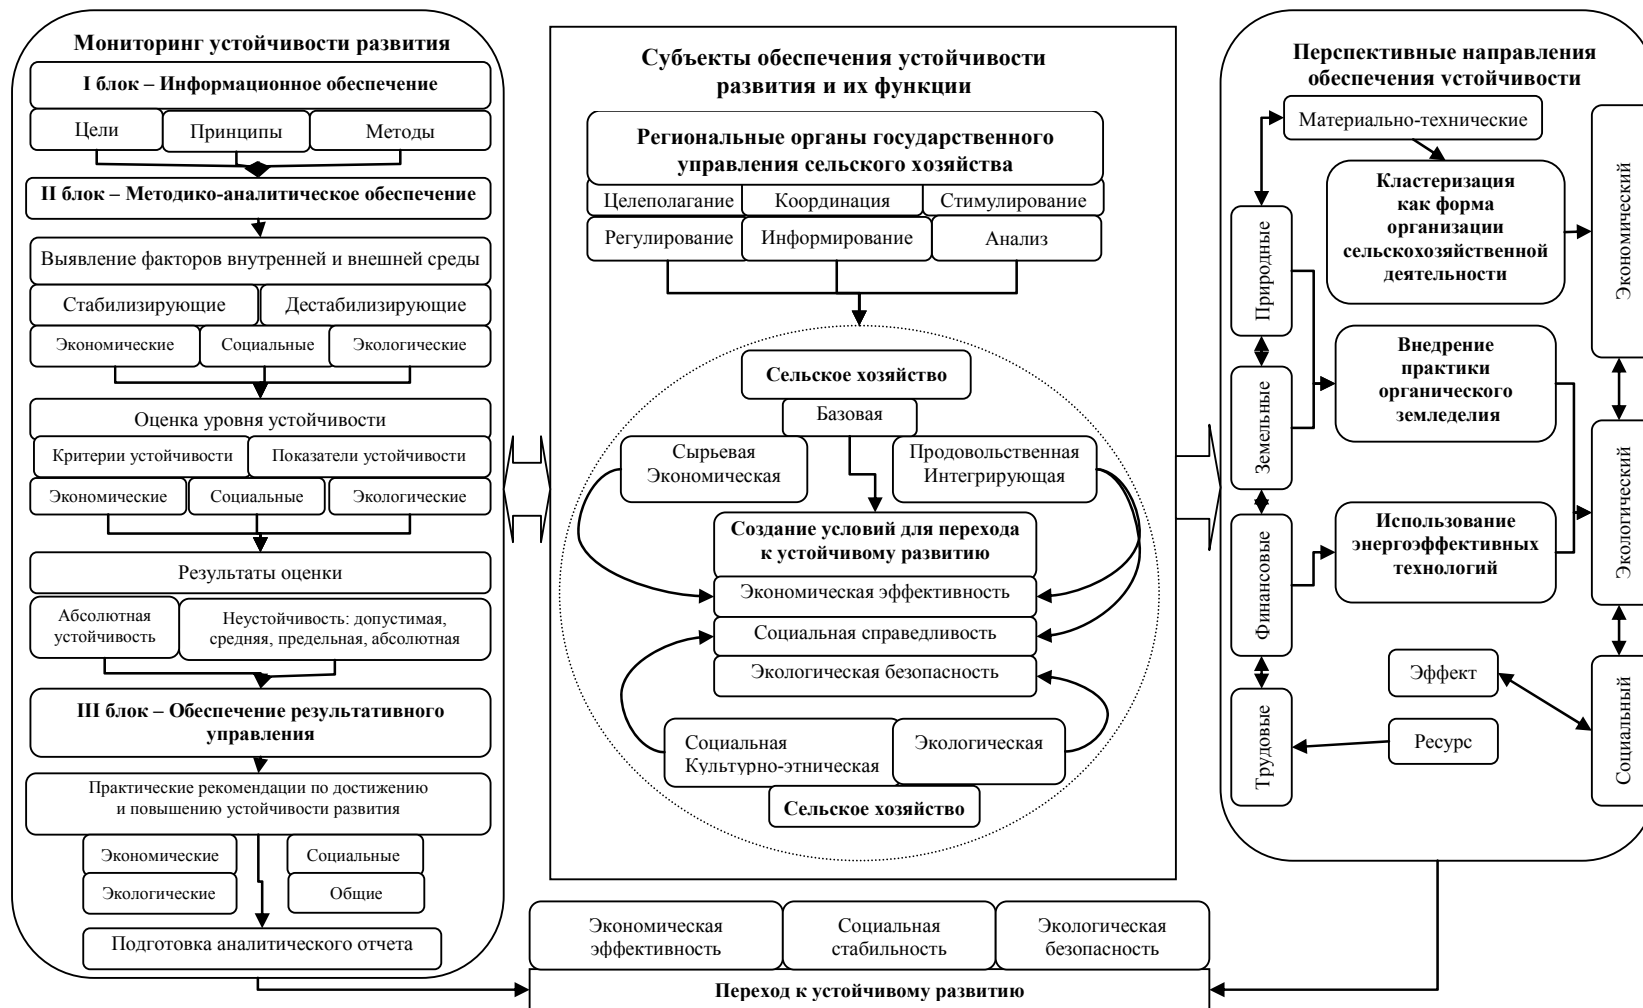 Мониторинг устойчивости развития
I блок – Информационное обеспечение
Цели
Принципы
Методы
II блок – Методико-аналитическое обеспечение
Выявление факторов внутренней и внешней среды
Стабилизирующие
Дестабилизирующие
Экономические
Социальные
Экологические
Оценка уровня устойчивости
Критерии устойчивости
Показатели устойчивости
Экономические
Социальные
Экологические
Результаты оценки
Абсолютная
устойчивость
Неустойчивость: допустимая,
средняя, предельная, абсолютная
III блок – Обеспечение результативного
управления
Практические рекомендации по достижению
и повышению устойчивости развития
Экономические
Социальные
Экологические
Общие
Подготовка аналитического отчета
Субъекты обеспечения устойчивости
развития и их функции
Региональные органы государственного
управления сельского хозяйства
Целеполагание
Координация
Стимулирование
Регулирование
Информирование
Анализ
Сельское хозяйство
Базовая
Сырьевая
Экономическая
Продовольственная
Интегрирующая
Создание условий для перехода
к устойчивому развитию
Экономическая эффективность
Социальная справедливость
Экологическая безопасность
Социальная
Культурно-этническая
Экологическая
Сельское хозяйство
Перспективные направления
обеспечения устойчивости
Материально-технические
Природные
Земельные
Финансовые
Трудовые
Кластеризация
как форма
организации
сельскохозяйственной
деятельности
Внедрение
практики
органического
земледелия
Использование
энергоэффективных
технологий
Эффект
Ресурс
Экономический
Экологический
Социальный
Экономическая
эффективность
Социальная
стабильность
Экологическая
безопасность
Переход к устойчивому развитию